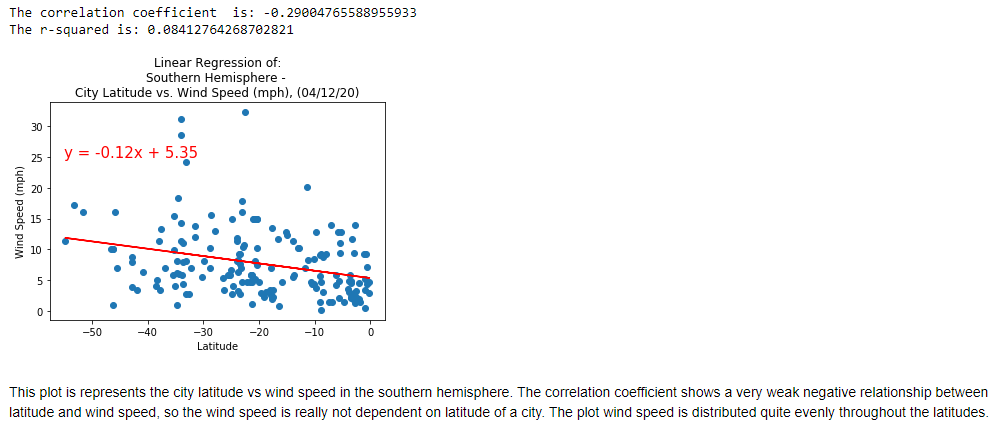 The correlation coefficient  is: -0.29004765588955933
The r-squared is: 0.08412764268702821
Linear Regression of:
Southern Hemisphere -
City Latitude vs. Wind Speed (mph), (04/12/20)
30
25
20
15
10
5
0
Wind Speed (mph)
y = -0.12x + 5.35
−50
−40
−30
−20
−10
0
Latitude
This plot is represents the city latitude vs wind speed in the southern hemisphere. The correlation coefficient shows a very weak negative relationship between
latitude and wind speed, so the wind speed is really not dependent on latitude of a city. The plot wind speed is distributed quite evenly throughout the latitudes.